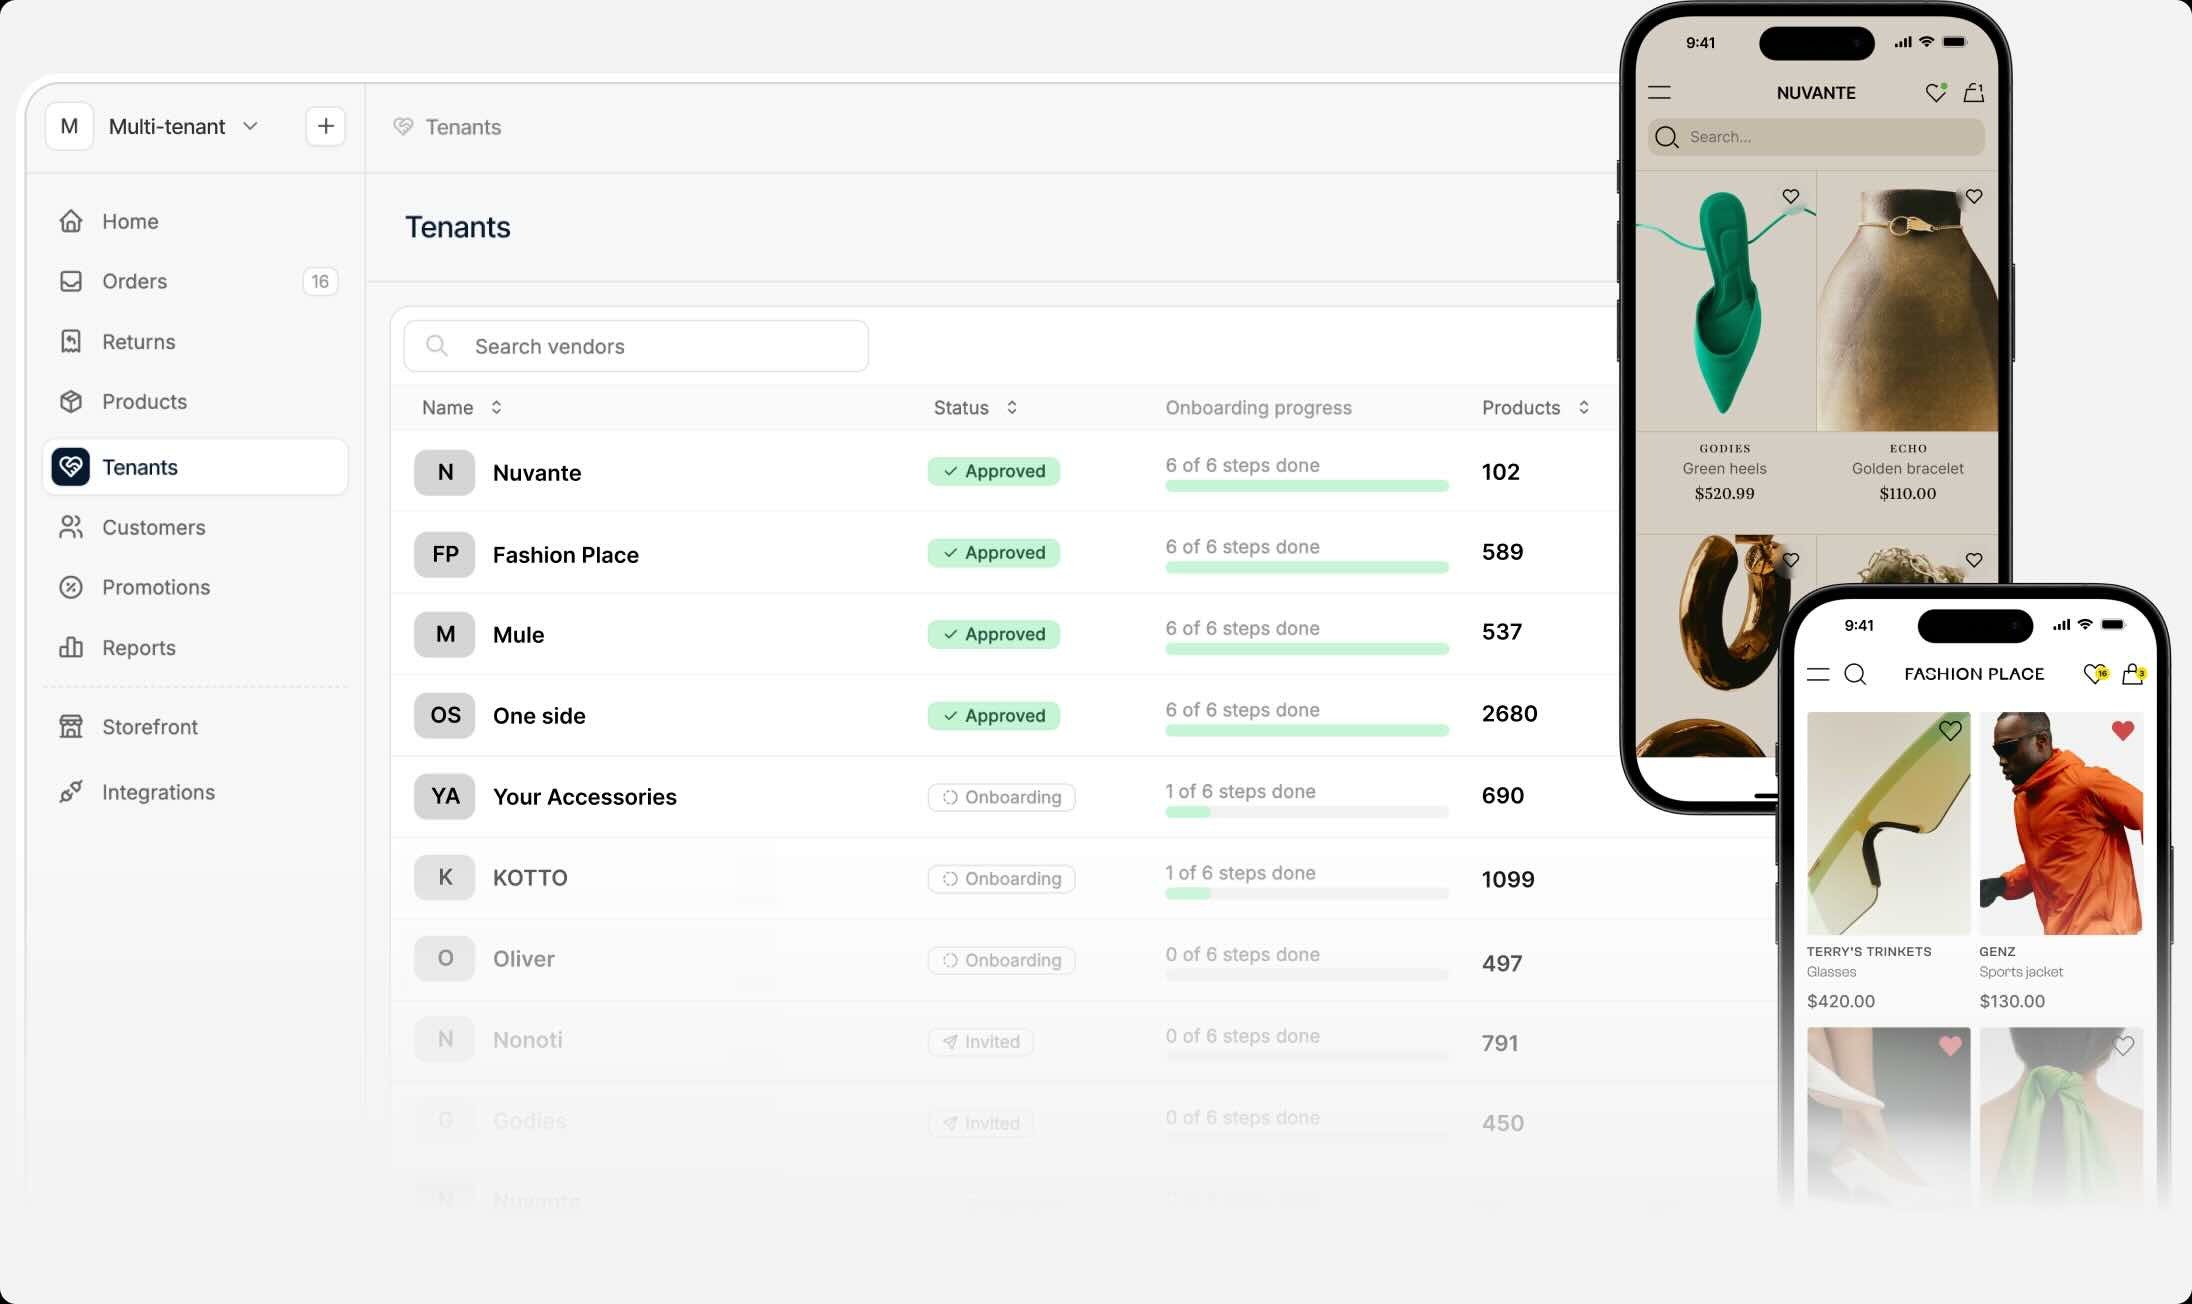 M Multi-tenant +
Tenants
Home
Orders 16
Returns
Products
Tenants
Customers
Promotions
Reports
Storefront
Integrations
Tenants
Search vendors
Name Status Onboarding progress Products
N Nuvante Approved 6 of 6 steps done 102
FP Fashion Place Approved 6 of 6 steps done 589
M Mule Approved 6 of 6 steps done 537
OS One side Approved 6 of 6 steps done 2680
YA Your Accessories Onboarding 1 of 6 steps done 690
K KOTTO Onboarding 1 of 6 steps done 1099
O Oliver Onboarding 0 of 6 steps done 497
N Nonoti Invited 0 of 6 steps done 791
G Godies Invited 0 of 6 steps done 450
N Nuvante
9:41
NUVANTE 1
Search...
GODIES
Green heels
$520.99
ECHO
Golden bracelet
$110.00
9:41
FASHION PLACE 16 3
TERRY'S TRINKETS
Glasses
$420.00
GENZ
Sports jacket
$130.00